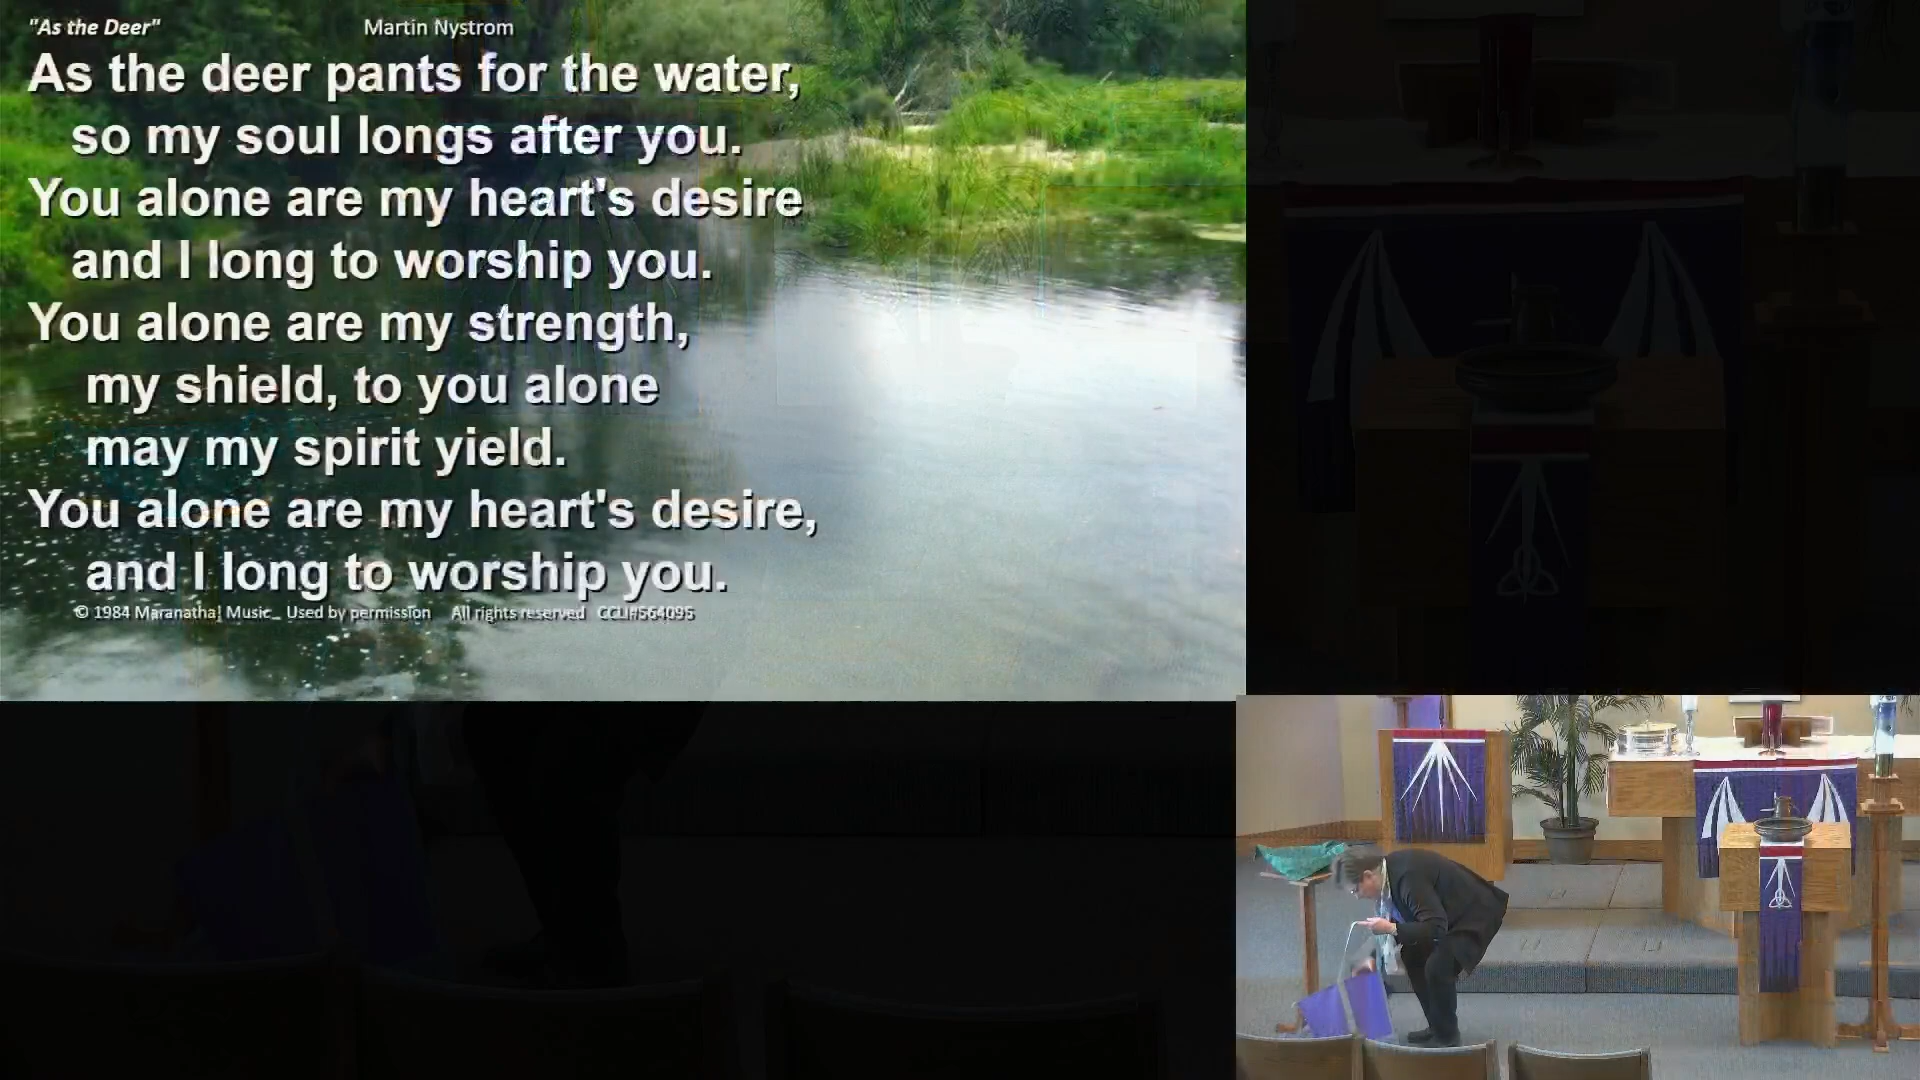 "As the Deer" Martin Nystrom
As the deer pants for the water,
so my soul longs after you.
You alone are my heart's desire
and I long to worship you.
You alone are my strength,
my shield, to you alone
may my spirit yield.
You alone are my heart's desire,
and I long to worship you.
© 1984 Maranatha! Music_ Used by permission All rights reserved CCLI#564095